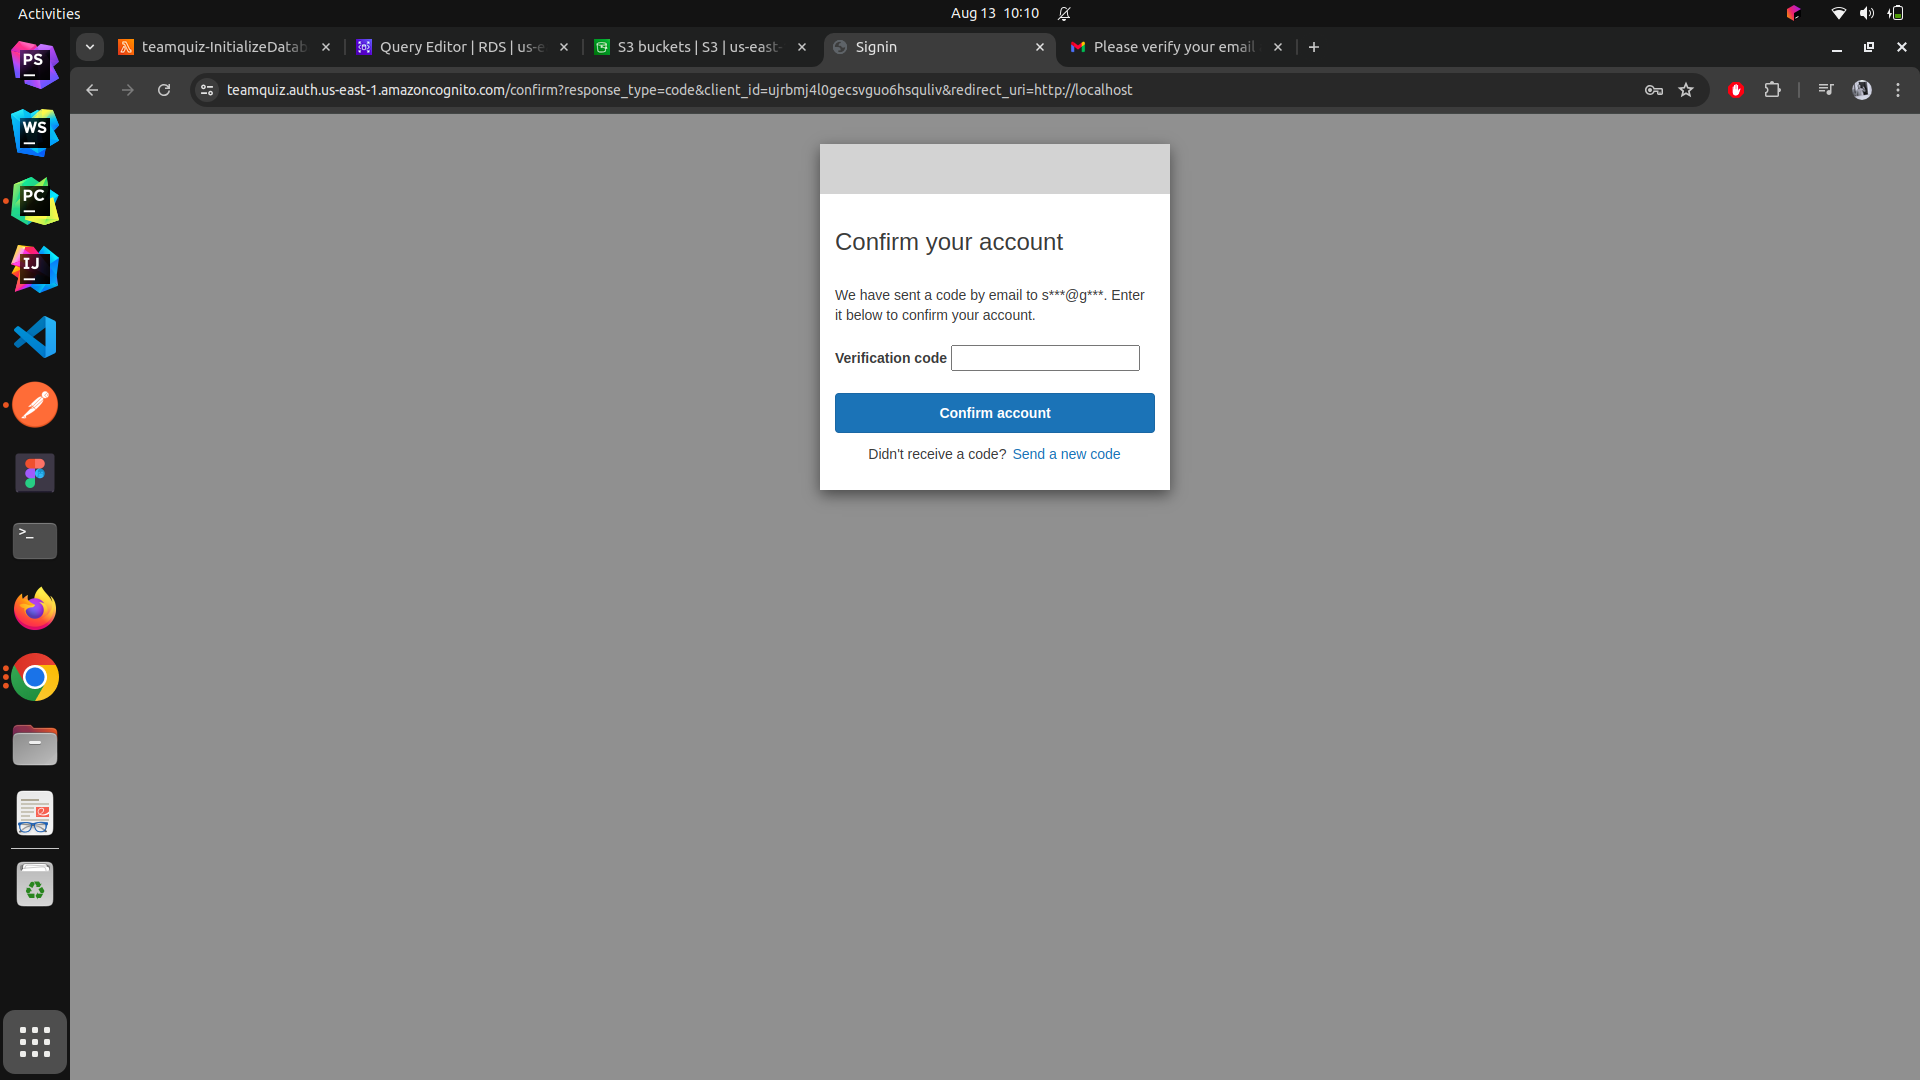 Activities
Aug 13 10:10
teamquiz-InitializeDatab
Query Editor | RDS | us-e
S3 buckets | S3 | us-east-
Signin
Please verify your email
teamquiz.auth.us-east-1.amazoncognito.com/confirm?response_type=code&client_id=ujrbmj4l0gecsvguo6hsquliv&redirect_uri=http://localhost
PS
WS
PC
IJ
>_
Confirm your account
We have sent a code by email to s***@g***. Enter
it below to confirm your account.
Verification code
Confirm account
Didn't receive a code? Send a new code